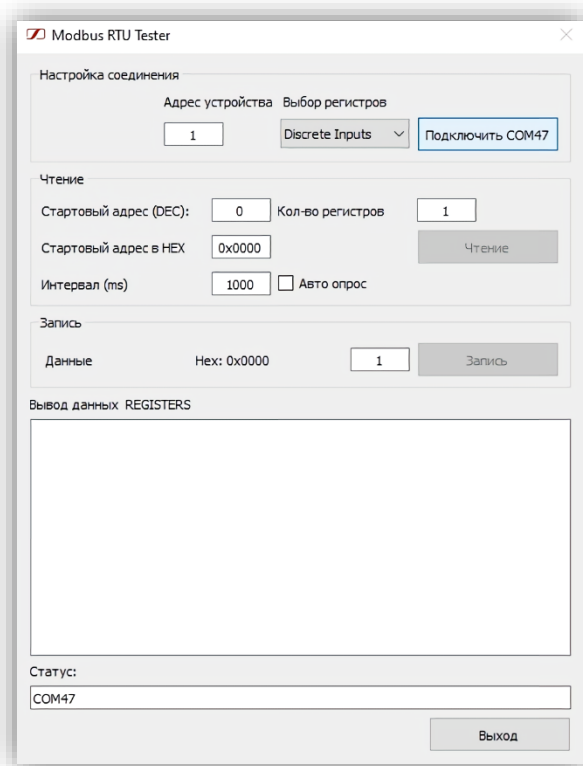 Modbus RTU Tester
Настройка соединения
Адрес устройства Выбор регистров
1 Discrete Inputs Подключить COM47
Чтение
Стартовый адрес (DEC): 0 Кол-во регистров 1
Стартовый адрес в HEX 0x0000 Чтение
Интервал (ms) 1000 Авто опрос
Запись
Данные Hex: 0x0000 1 Запись
Вывод данных REGISTERS
Статус:
COM47
Выход